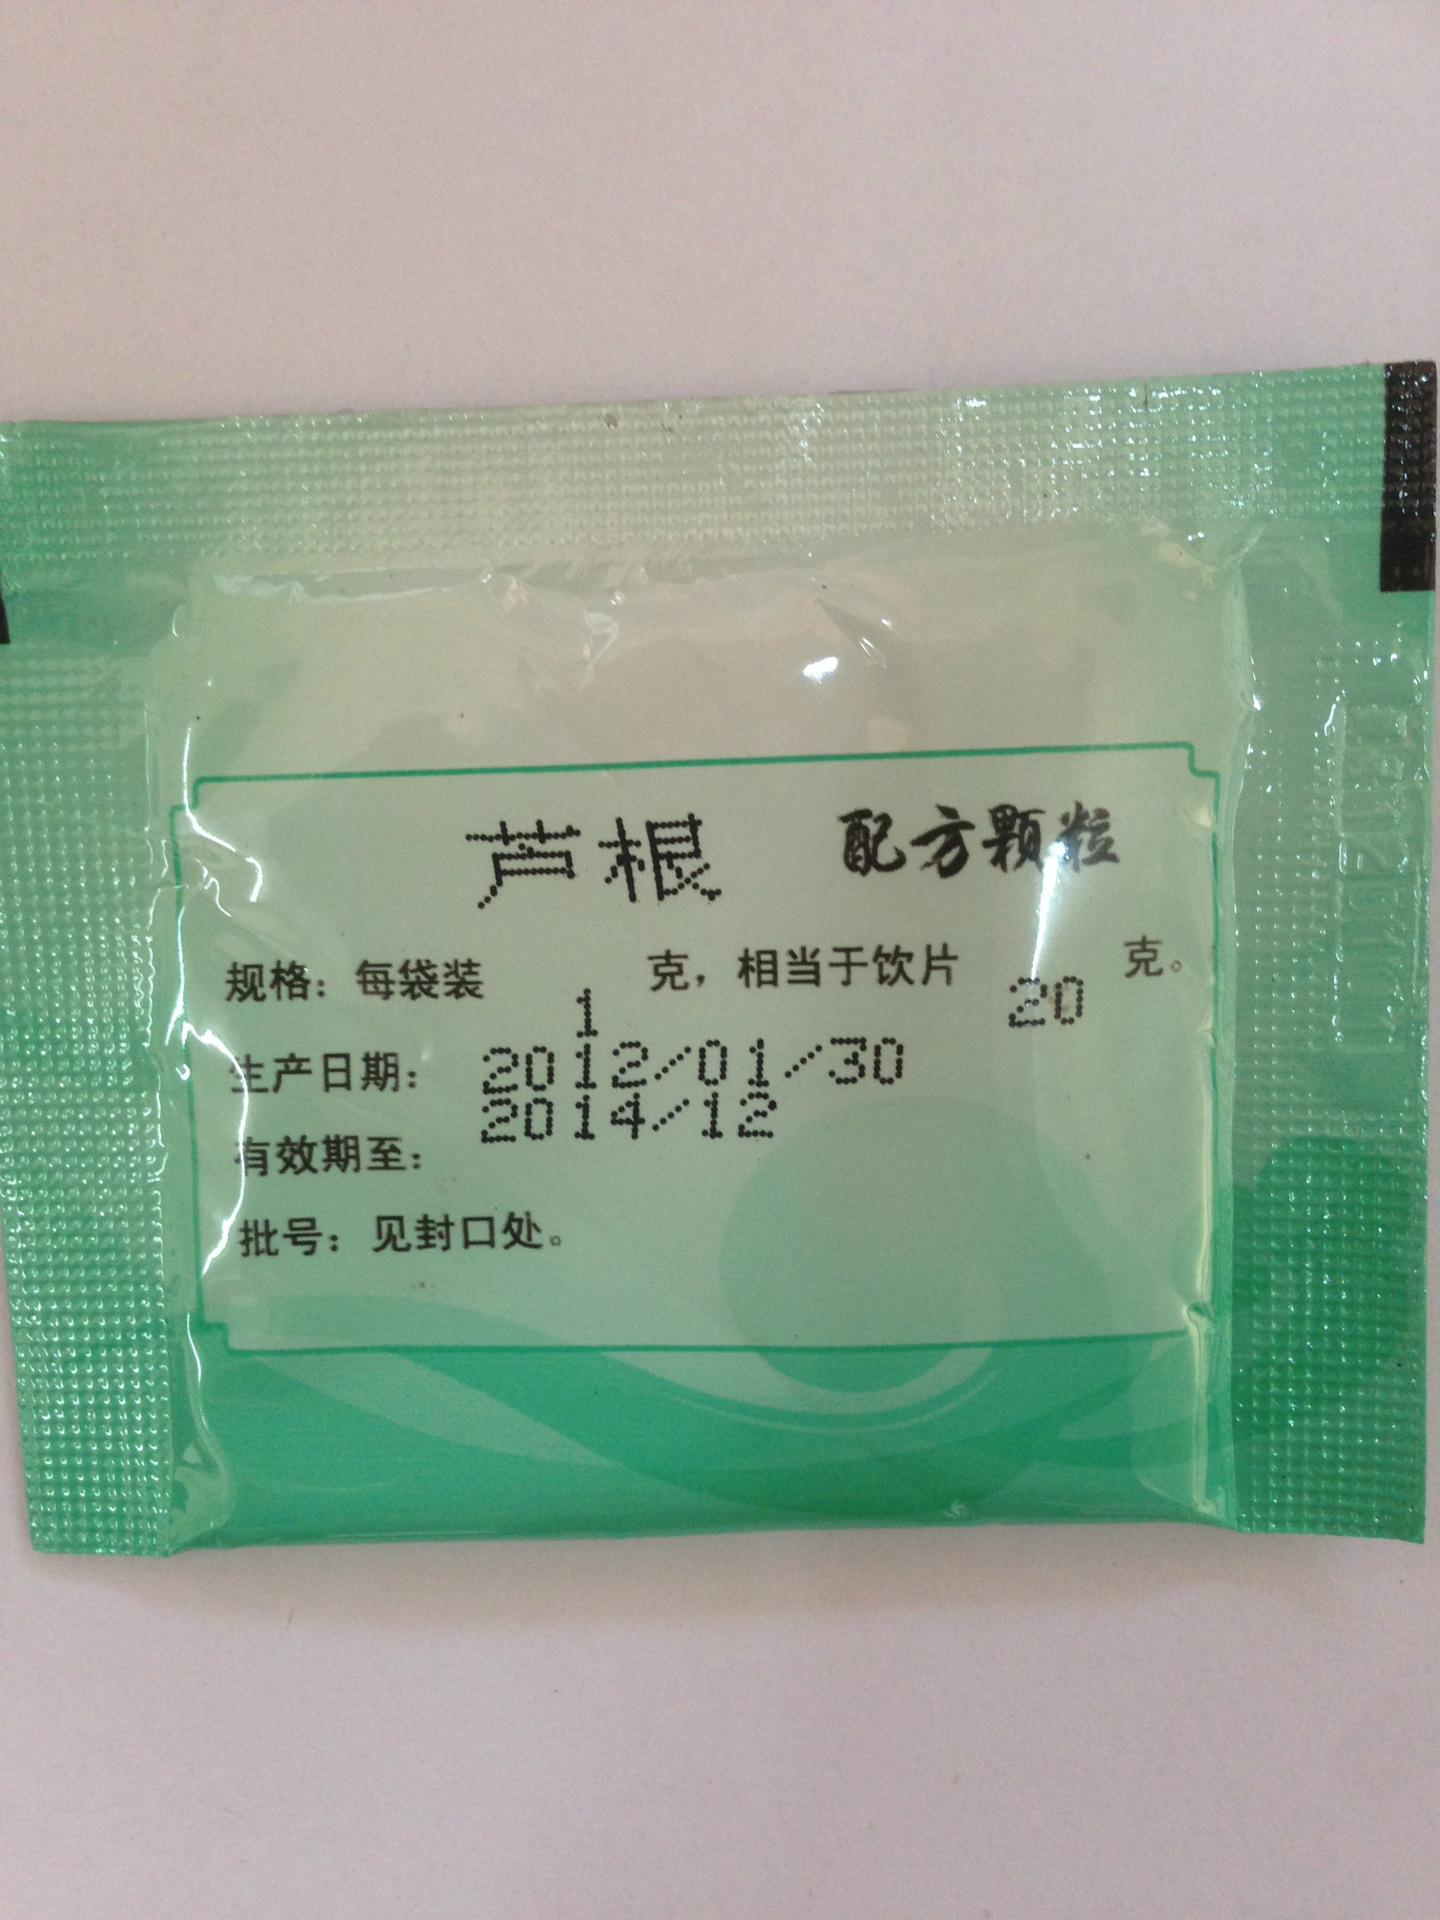 芦根 配方颗粒
规格：每袋装 1 克，相当于饮片 20 克。
生产日期： 2012/01/30
有效期至： 2014/12
批号：见封口处。